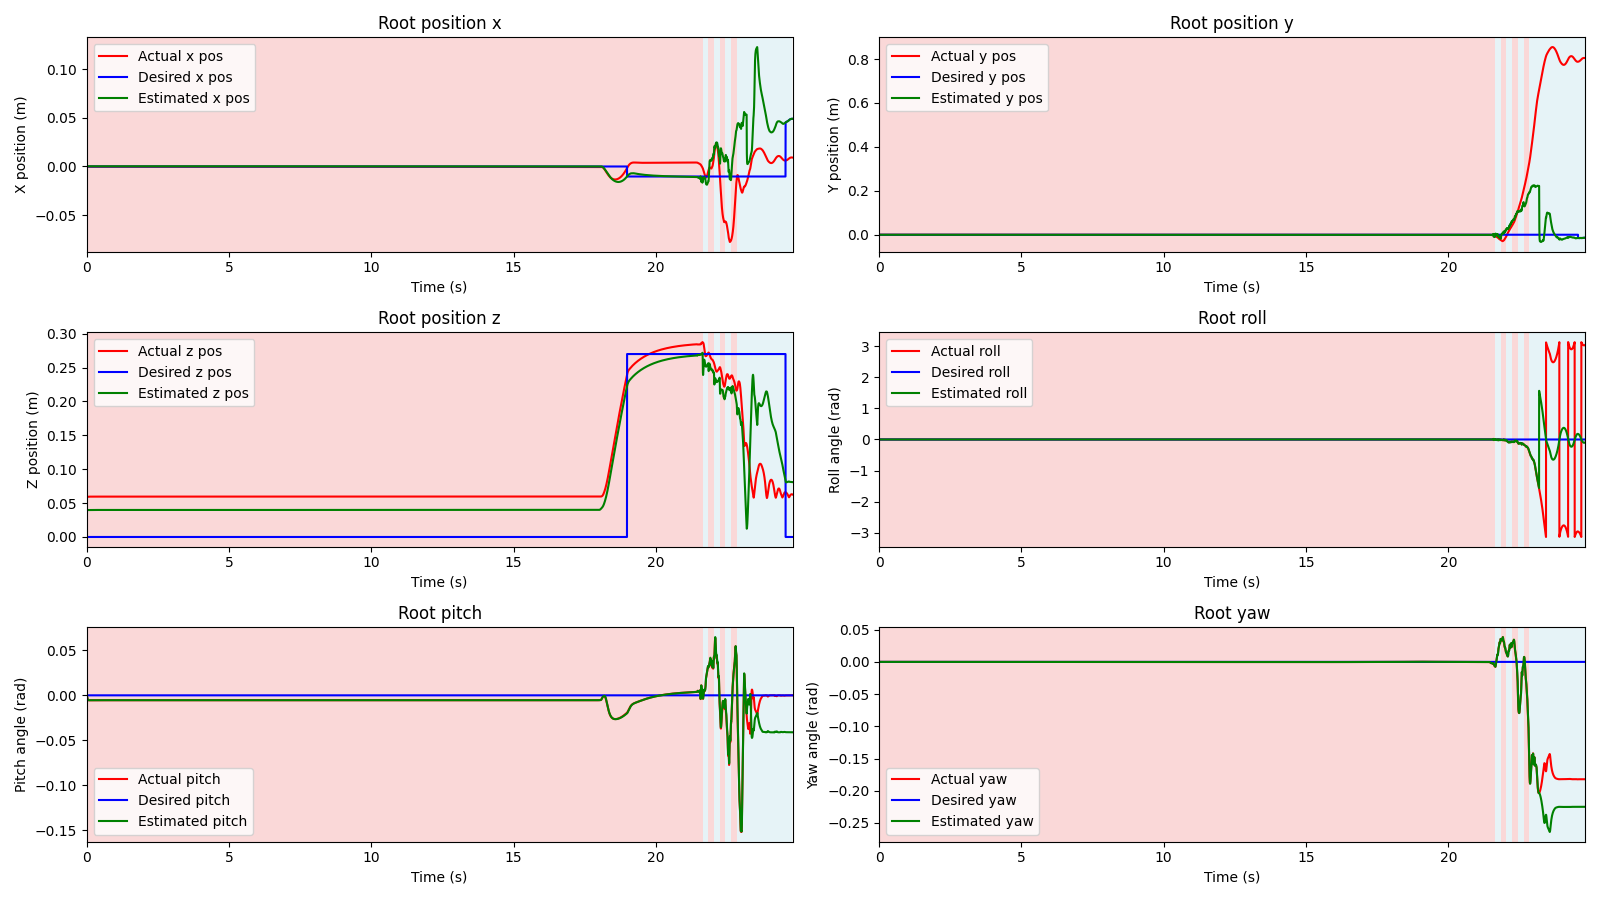 Root position x
Actual x pos
Desired x pos
Estimated x pos
X position (m)
0.10
0.05
0.00
−0.05
0 5 10 15 20
Time (s)
Root position y
Actual y pos
Desired y pos
Estimated y pos
Y position (m)
0.8
0.6
0.4
0.2
0.0
0 5 10 15 20
Time (s)
Root position z
Actual z pos
Desired z pos
Estimated z pos
Z position (m)
0.30
0.25
0.20
0.15
0.10
0.05
0.00
0 5 10 15 20
Time (s)
Root roll
Actual roll
Desired roll
Estimated roll
Roll angle (rad)
3
2
1
0
−1
−2
−3
0 5 10 15 20
Time (s)
Root pitch
Actual pitch
Desired pitch
Estimated pitch
Pitch angle (rad)
0.05
0.00
−0.05
−0.10
−0.15
0 5 10 15 20
Time (s)
Root yaw
Actual yaw
Desired yaw
Estimated yaw
Yaw angle (rad)
0.05
0.00
−0.05
−0.10
−0.15
−0.20
−0.25
0 5 10 15 20
Time (s)